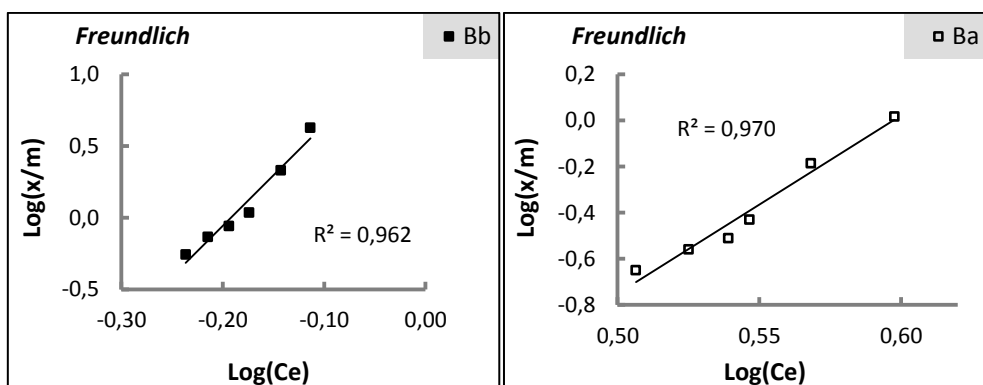 Freundlich
Bb
1,0
0,5
0,0
-0,5
Log(x/m)
R² = 0,962
-0,30
-0,20
-0,10
0,00
Log(Ce)
Freundlich
Ba
0,2
0,0
-0,2
-0,4
-0,6
-0,8
Log(x/m)
R² = 0,970
0,50
0,55
0,60
Log(Ce)